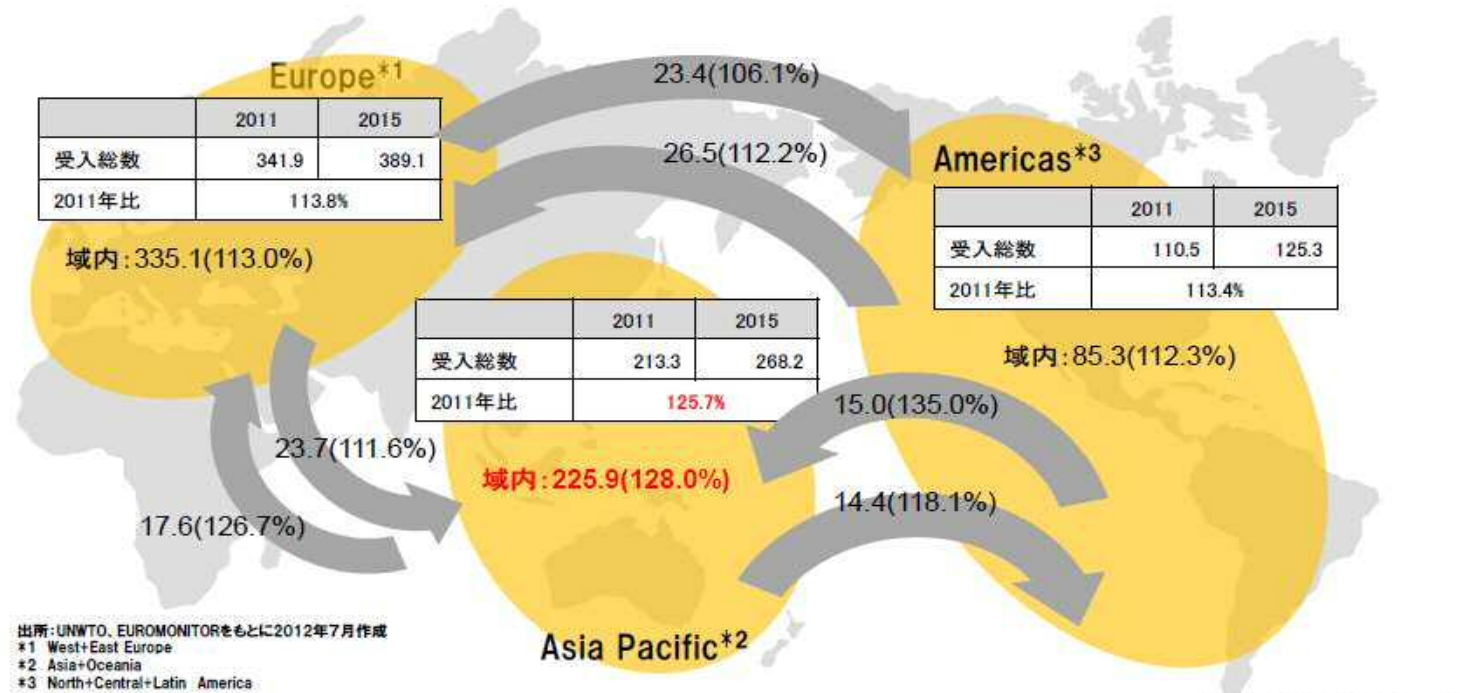 Europe*1
2011 2015
受入総数 341.9 389.1
2011年比 113.8%
域内:335.1(113.0%)
23.4(106.1%)
26.5(112.2%)
Americas*3
2011 2015
受入総数 110.5 125.3
2011年比 113.4%
域内:85.3(112.3%)
2011 2015
受入総数 213.3 268.2
2011年比 125.7%
域内:225.9(128.0%)
15.0(135.0%)
14.4(118.1%)
23.7(111.6%)
17.6(126.7%)
Asia Pacific*2
出所:UNWTO、EUROMONITORをもとに2012年7月作成
*1 West+East Europe
*2 Asia+Oceania
*3 North+Central+Latin America